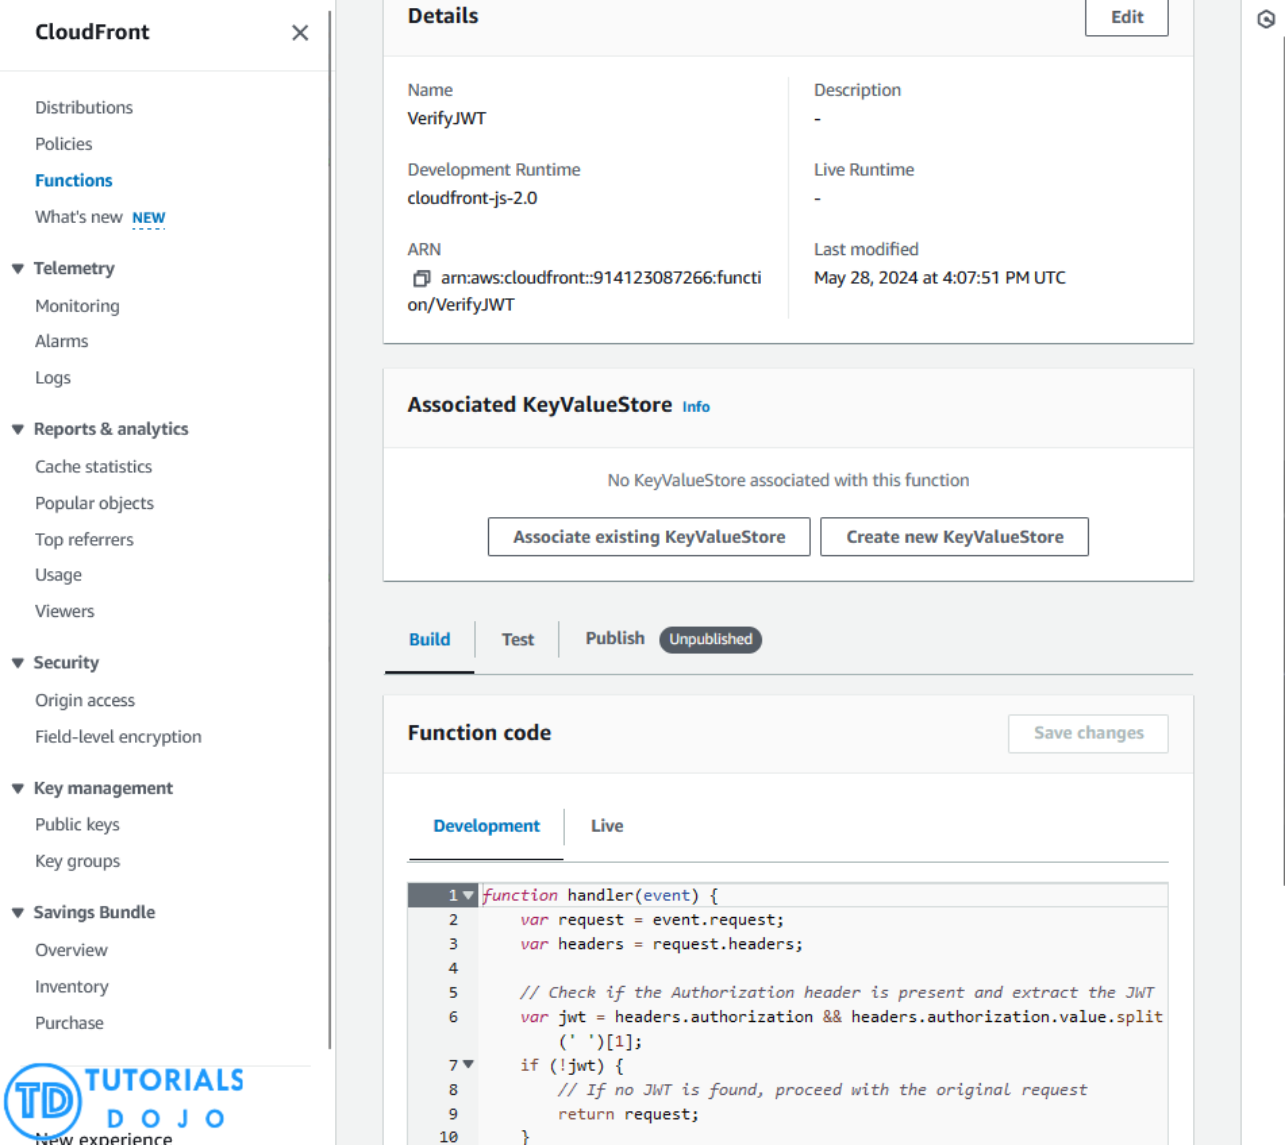 CloudFront
Distributions
Policies
Functions
What's new NEW
Telemetry
Monitoring
Alarms
Logs
Reports & analytics
Cache statistics
Popular objects
Top referrers
Usage
Viewers
Security
Origin access
Field-level encryption
Key management
Public keys
Key groups
Savings Bundle
Overview
Inventory
Purchase
TD TUTORIALS
DOJO
New experience
Details
Edit
Name
VerifyJWT
Description
-
Development Runtime
cloudfront-js-2.0
Live Runtime
-
ARN
arn:aws:cloudfront::914123087266:functi
on/VerifyJWT
Last modified
May 28, 2024 at 4:07:51 PM UTC
Associated KeyValueStore Info
No KeyValueStore associated with this function
Associate existing KeyValueStore
Create new KeyValueStore
Build
Test
Publish Unpublished
Function code
Save changes
Development
Live
1 function handler(event) {
2 var request = event.request;
3 var headers = request.headers;
4
5 // Check if the Authorization header is present and extract the JWT
6 var jwt = headers.authorization && headers.authorization.value.split
(' ')[1];
7 if (!jwt) {
8 // If no JWT is found, proceed with the original request
9 return request;
10 }